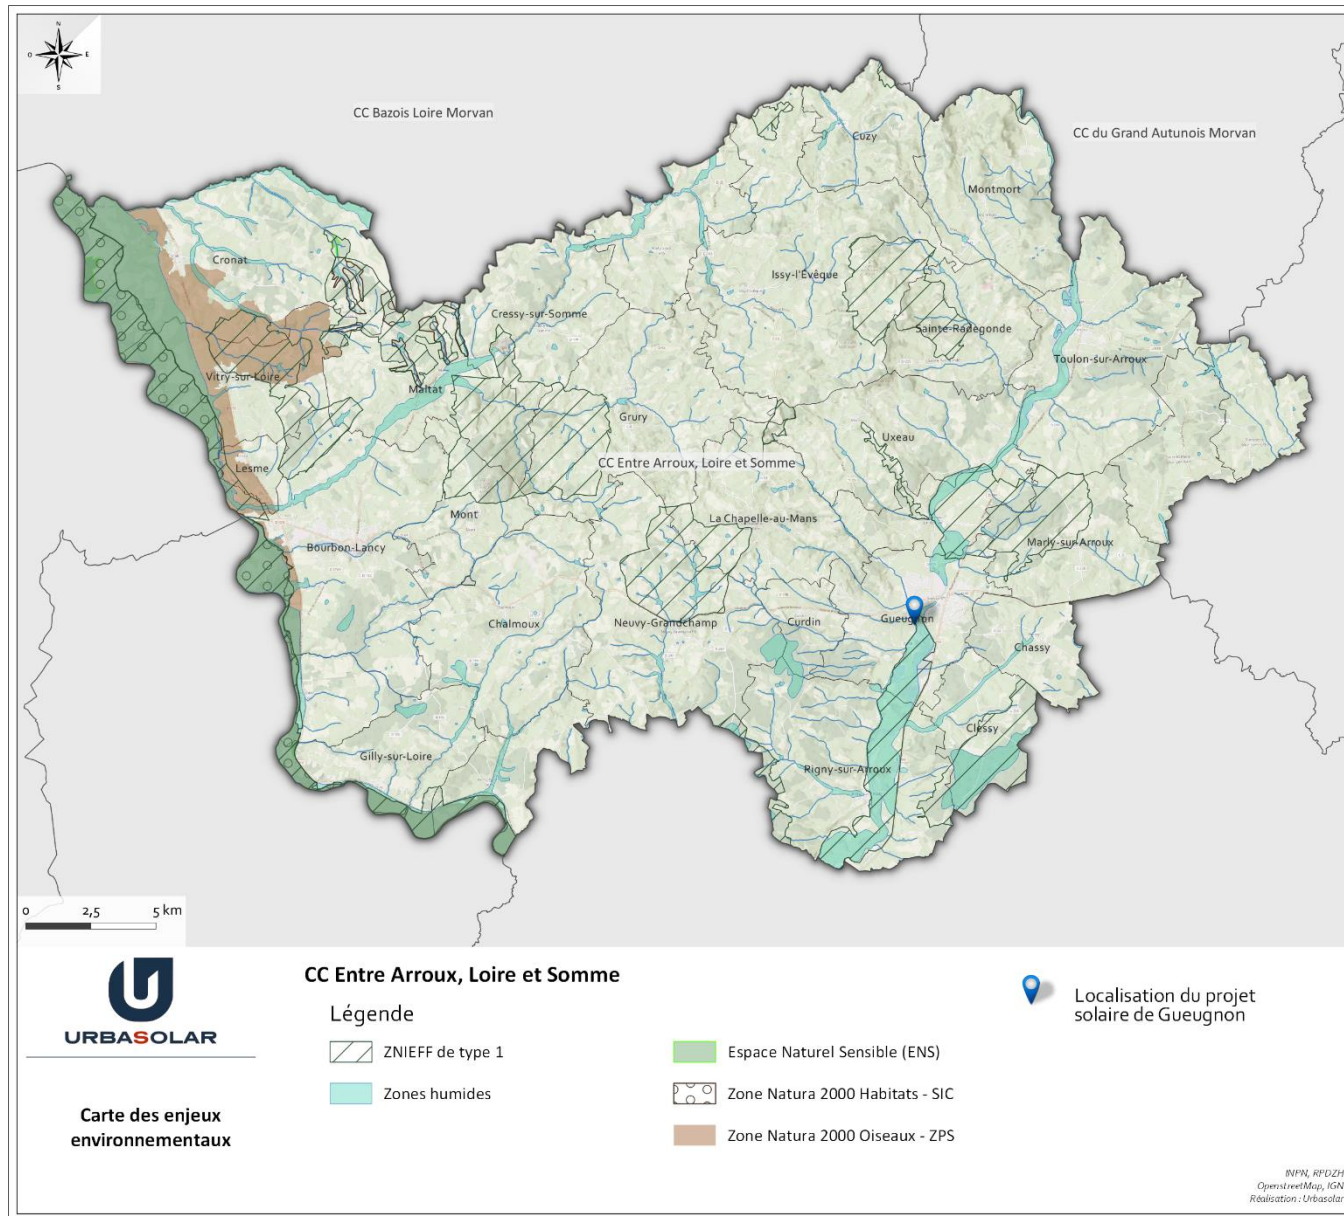 N
O
E
S
CC Bazois Loire Morvan
CC du Grand Autunois Morvan
Cuzy
Montmort
Cronat
Issy-l'Evêque
Cressy-sur-Somme
Sainte-Radegonde
Toulon-sur-Arroux
Vitry-sur-Loire
Maltat
Grury
Uxeau
Lesme
CC Entre Arroux, Loire et Somme
Mont
La Chapelle-au-Mans
Bourbon-Lancy
Marly-sur-Arroux
Chalmoux
Neuvy-Grandchamp
Curdin
Gueugnon
Chassy
Clessy
Gilly-sur-Loire
Rigny-sur-Arroux
0 2,5 5 km
URBASOLAR
Carte des enjeux
environnementaux
CC Entre Arroux, Loire et Somme
Légende
ZNIEFF de type 1
Zones humides
Espace Naturel Sensible (ENS)
Zone Natura 2000 Habitats - SIC
Zone Natura 2000 Oiseaux - ZPS
Localisation du projet
solaire de Gueugnon
INPN, RPDZH
OpenstreetMap, IGN
Réalisation : Urbasolar